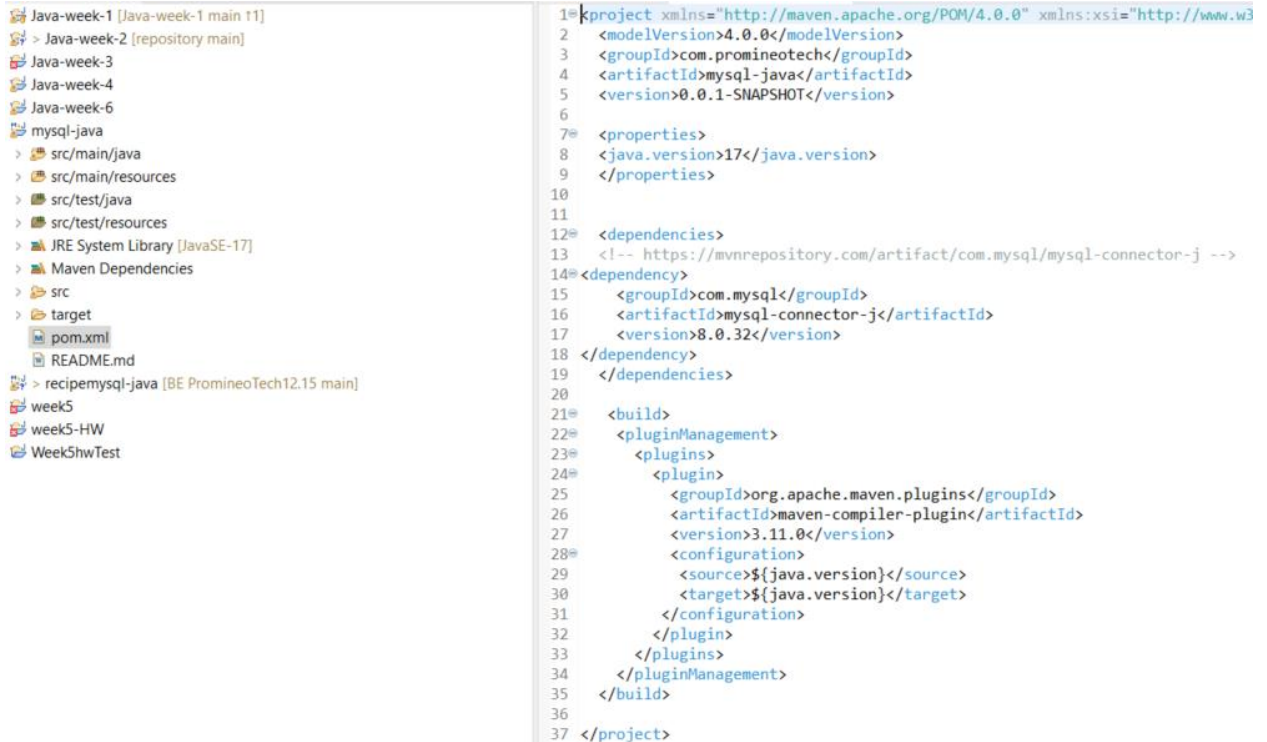 Java-week-1 [Java-week-1 main ↑1]
> Java-week-2 [repository main]
Java-week-3
Java-week-4
Java-week-6
mysql-java
> src/main/java
> src/main/resources
> src/test/java
> src/test/resources
> JRE System Library [JavaSE-17]
> Maven Dependencies
> src
> target
pom.xml
README.md
> recipemysql-java [BE PromineoTech12.15 main]
week5
week5-HW
Week5hwTest
1 <project xmlns="http://maven.apache.org/POM/4.0.0" xmlns:xsi="http://www.w3
2 <modelVersion>4.0.0</modelVersion>
3 <groupId>com.promineotech</groupId>
4 <artifactId>mysql-java</artifactId>
5 <version>0.0.1-SNAPSHOT</version>
6
7 <properties>
8 <java.version>17</java.version>
9 </properties>
10
11
12 <dependencies>
13 <!-- https://mvnrepository.com/artifact/com.mysql/mysql-connector-j -->
14 <dependency>
15 <groupId>com.mysql</groupId>
16 <artifactId>mysql-connector-j</artifactId>
17 <version>8.0.32</version>
18 </dependency>
19 </dependencies>
20
21 <build>
22 <pluginManagement>
23 <plugins>
24 <plugin>
25 <groupId>org.apache.maven.plugins</groupId>
26 <artifactId>maven-compiler-plugin</artifactId>
27 <version>3.11.0</version>
28 <configuration>
29 <source>${java.version}</source>
30 <target>${java.version}</target>
31 </configuration>
32 </plugin>
33 </plugins>
34 </pluginManagement>
35 </build>
36
37 </project>